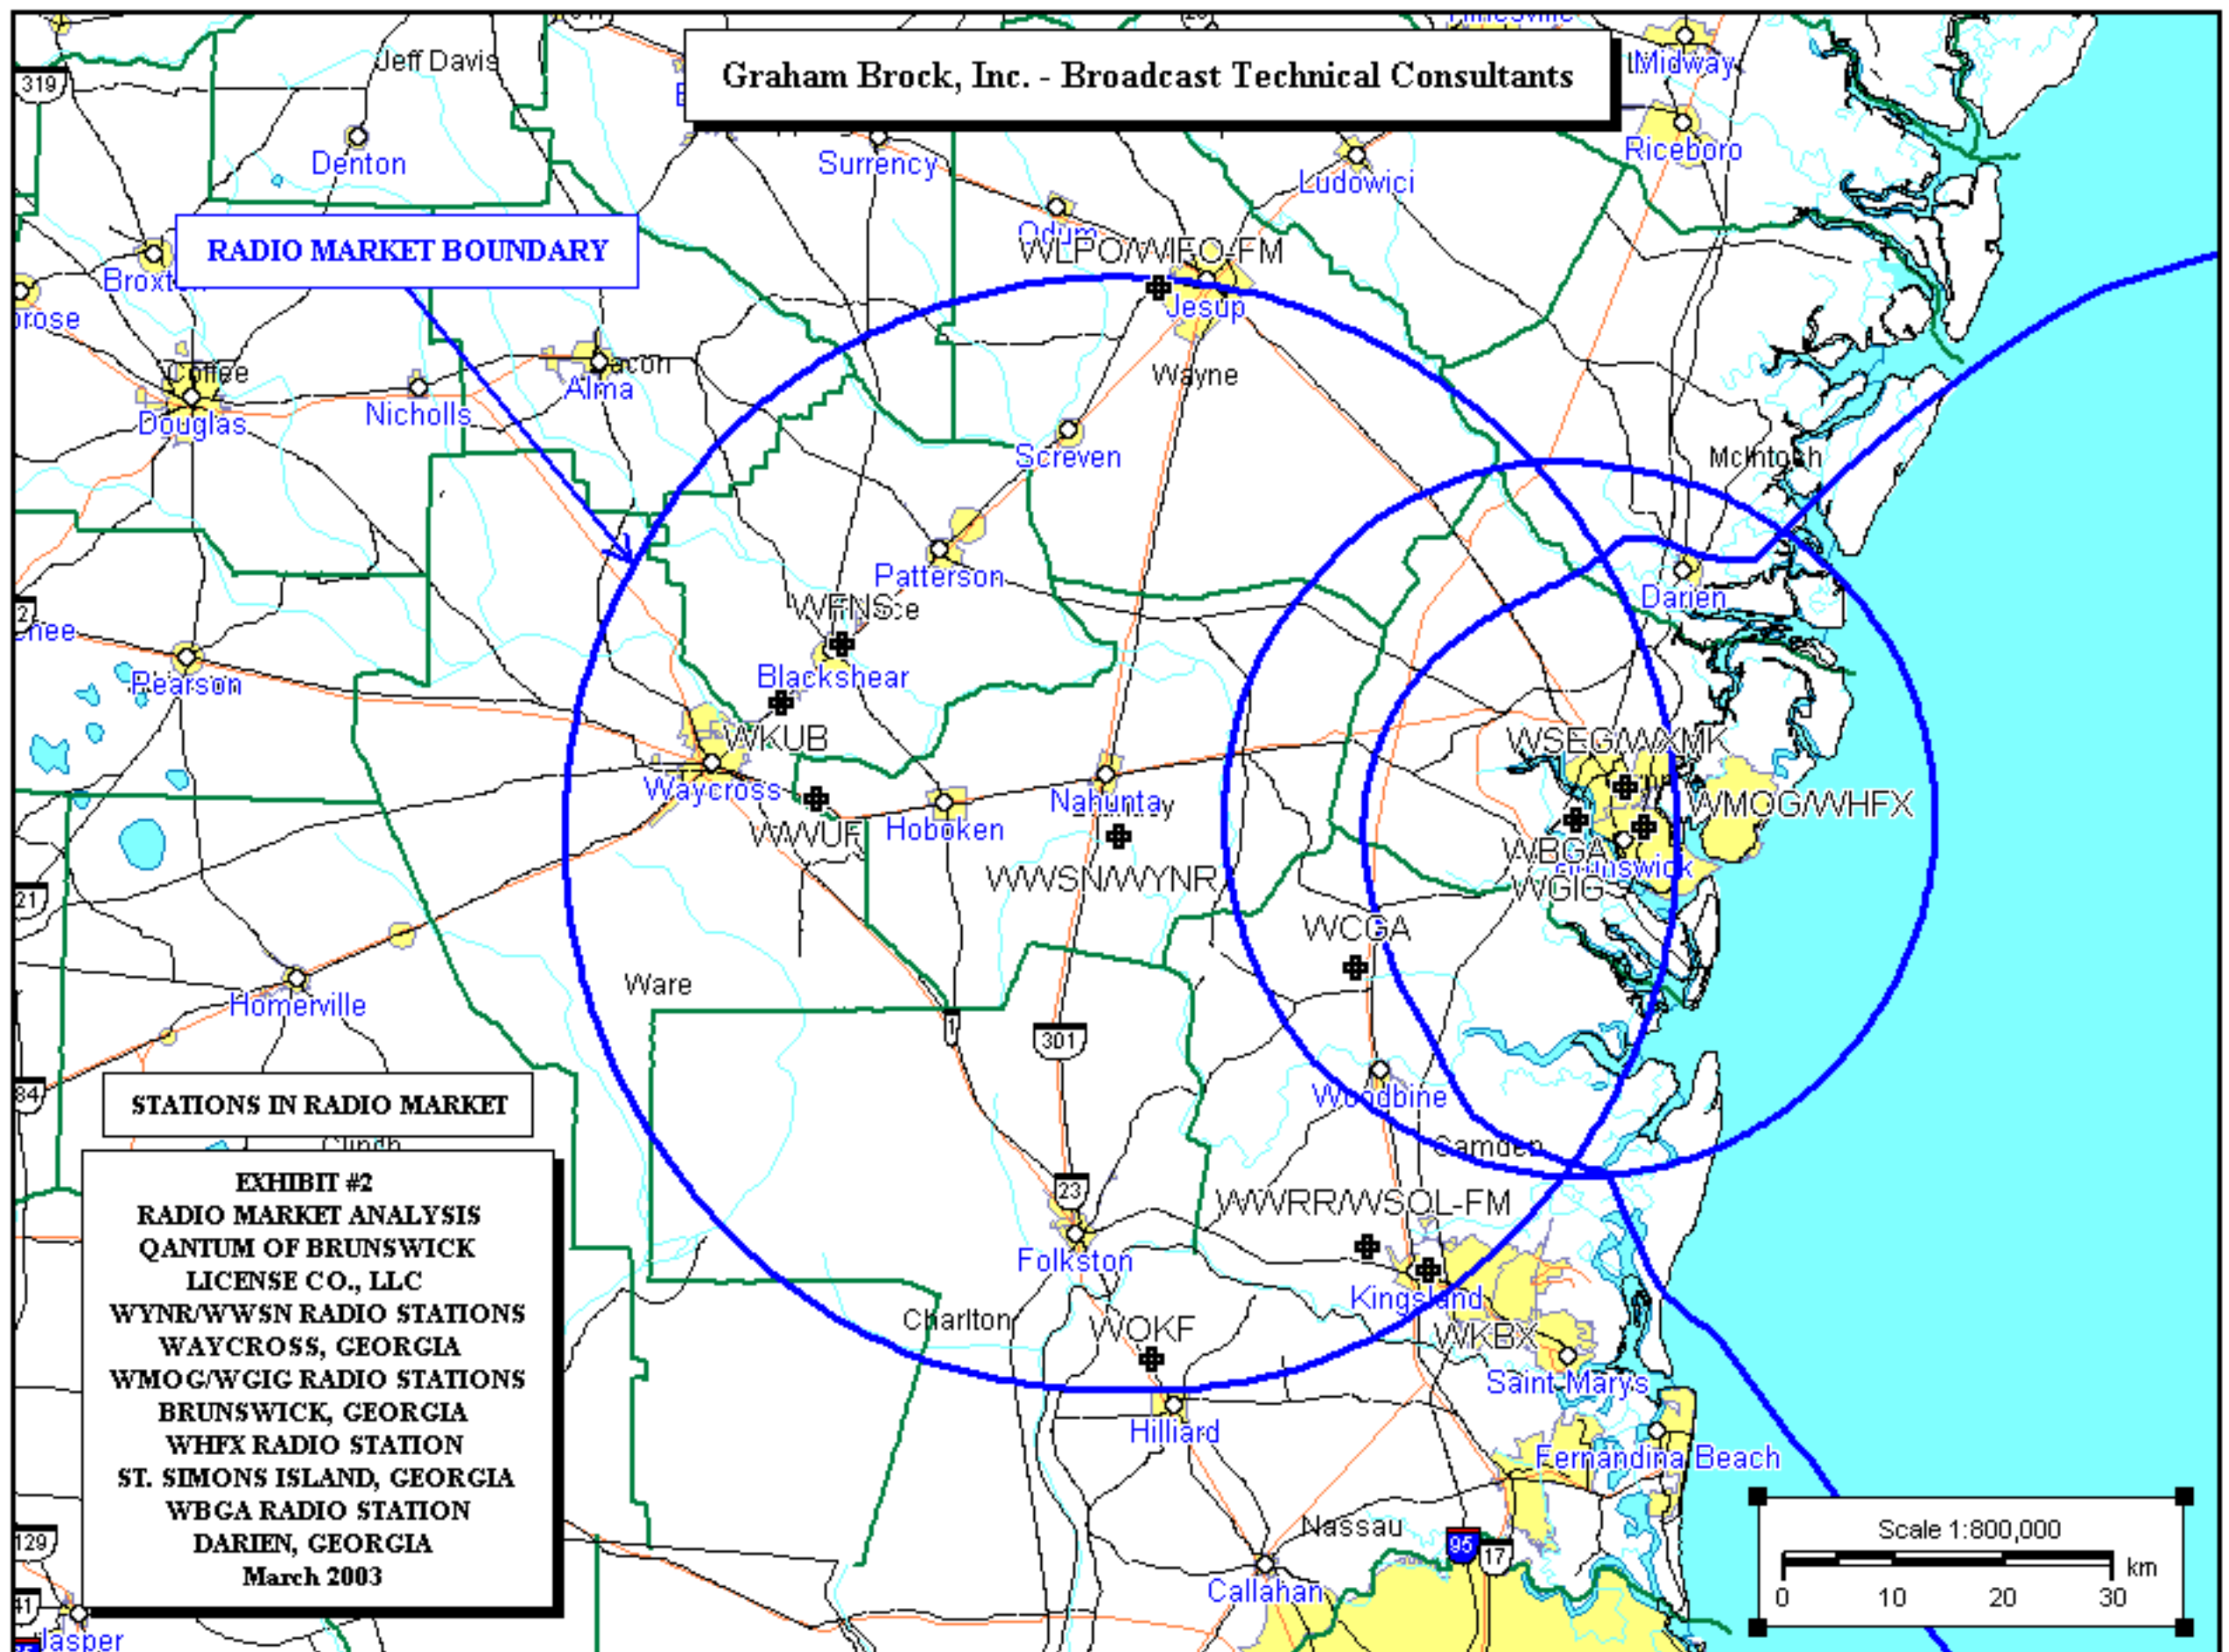 Jeff Davis
Graham Brock, Inc. - Broadcast Technical Consultants
Midway
319
Denton
Surrency
Ludowici
Riceboro
RADIO MARKET BOUNDARY
Odum
WLPO/WIFO-FM
Jesup
Coffee
Alma
Wayne
Nicholls
Douglas
Screven
McIntosh
Patterson
Darien
WFNS
Pearson
Blackshear
WKUB
WSEG/WXMK
Waycross
Nahunta
WMOG/WHFX
WWUF
Hoboken
WBGA
Brunswick
WWSN/WYNR
WGIG
21
WCGA
Ware
Homerville
1
301
84
Woodbine
STATIONS IN RADIO MARKET
Camden
EXHIBIT #2
RADIO MARKET ANALYSIS
QANTUM OF BRUNSWICK
LICENSE CO., LLC
WYNR/WWSN RADIO STATIONS
WAYCROSS, GEORGIA
WMOG/WGIG RADIO STATIONS
BRUNSWICK, GEORGIA
WHFX RADIO STATION
ST. SIMONS ISLAND, GEORGIA
WBGA RADIO STATION
DARIEN, GEORGIA
March 2003
23
WWRR/WSOL-FM
Folkston
Kingsland
Charlton
WOKF
WKBX
Saint Marys
Hilliard
Fernandina Beach
Nassau
95
17
Callahan
129
41
Jasper
Scale 1:800,000
km
0 10 20 30